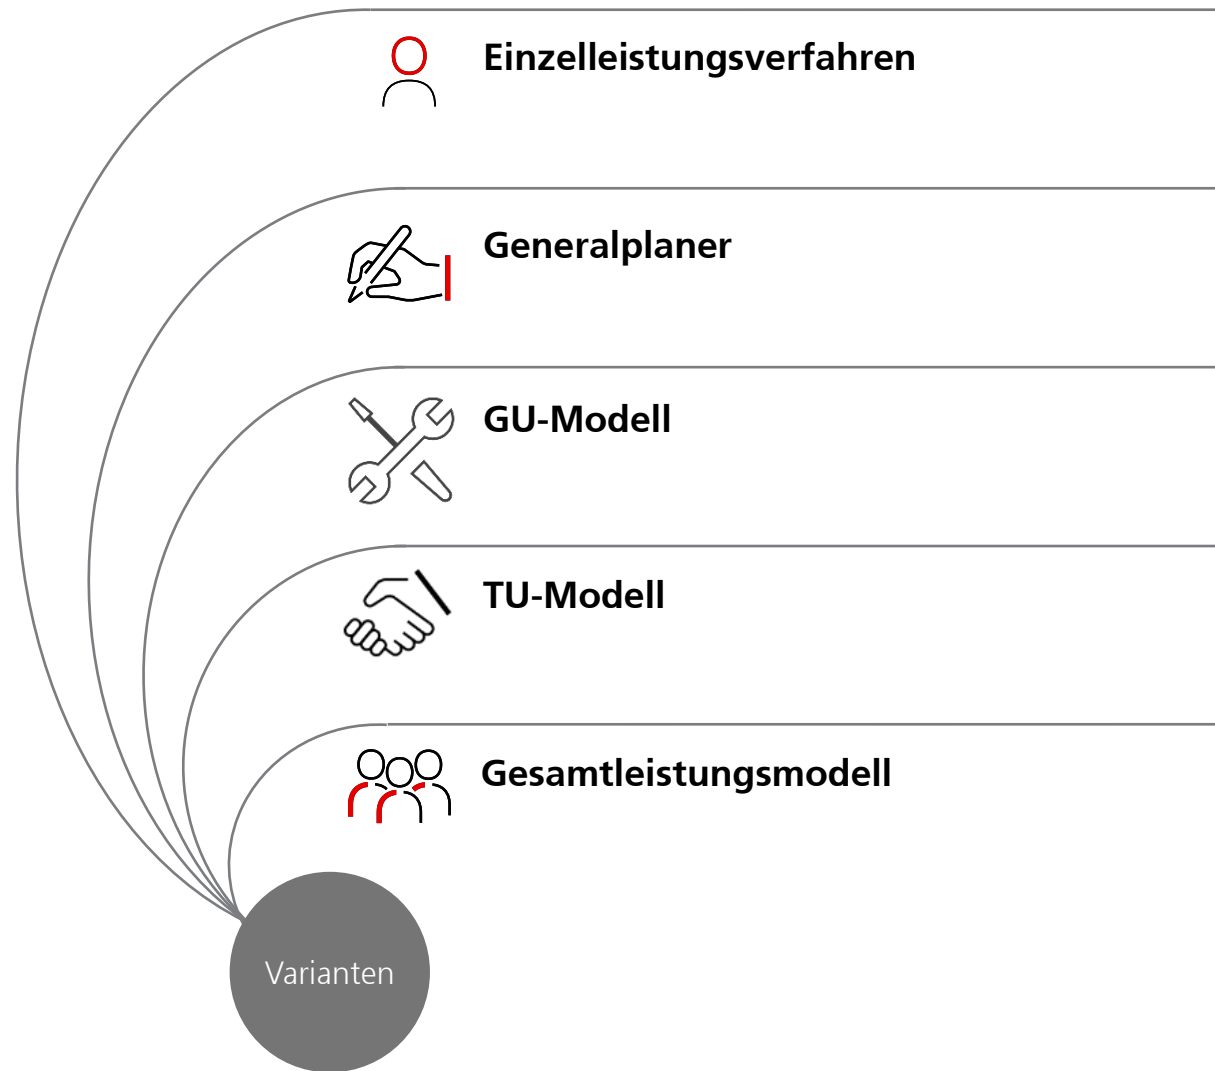 Einzelleistungsverfahren
Generalplaner
GU-Modell
TU-Modell
Gesamtleistungsmodell
Varianten